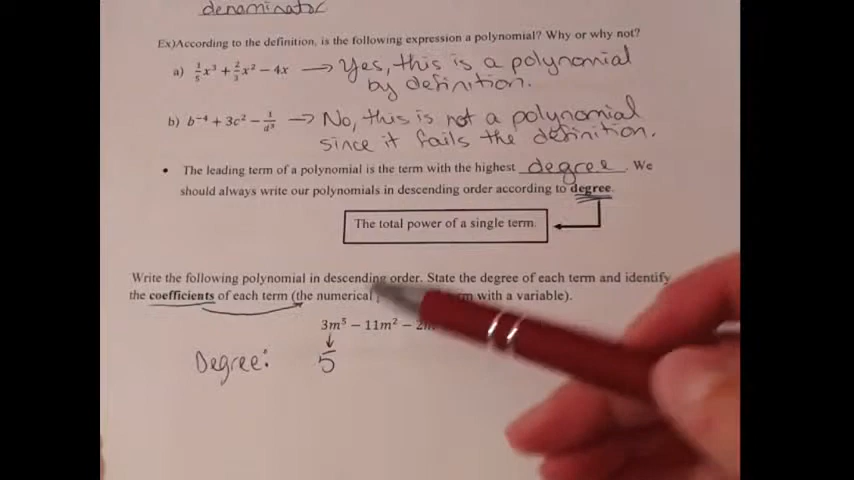 denominator
Ex)According to the definition, is the following expression a polynomial? Why or why not?
a) 1/5x³ + 2/3x² − 4x → Yes, this is a polynomial
by definition.
b) b⁻⁴ + 3c² − 1/d³ → No, this is not a polynomial
since it fails the definition.
• The leading term of a polynomial is the term with the highest degree. We
should always write our polynomials in descending order according to degree.
The total power of a single term.
Write the following polynomial in descending order. State the degree of each term and identify
the coefficients of each term (the numerical with a variable).
3m⁵ − 11m² −
Degree: 5